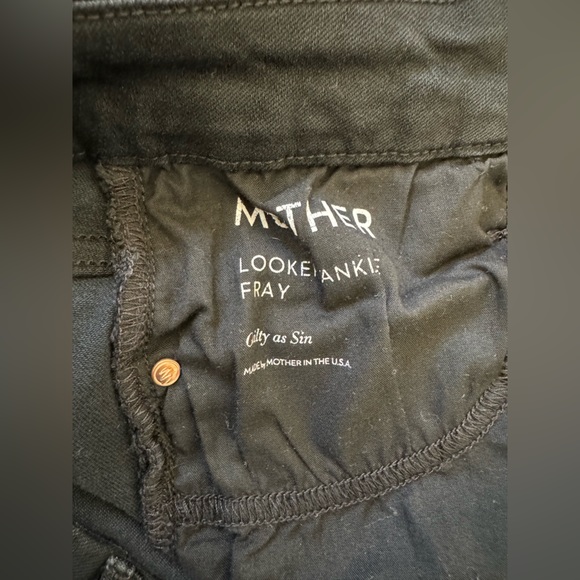 MOTHER
LOOKER ANKLE
FRAY
Guilty as Sin
MADE by MOTHER IN THE U.S.A.